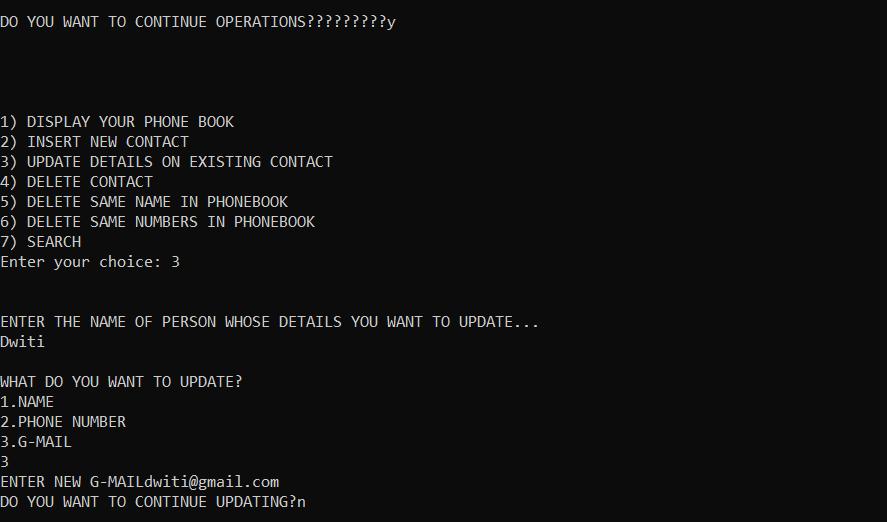 DO YOU WANT TO CONTINUE OPERATIONS?????????y
1) DISPLAY YOUR PHONE BOOK
2) INSERT NEW CONTACT
3) UPDATE DETAILS ON EXISTING CONTACT
4) DELETE CONTACT
5) DELETE SAME NAME IN PHONEBOOK
6) DELETE SAME NUMBERS IN PHONEBOOK
7) SEARCH
Enter your choice: 3
ENTER THE NAME OF PERSON WHOSE DETAILS YOU WANT TO UPDATE...
Dwiti
WHAT DO YOU WANT TO UPDATE?
1.NAME
2.PHONE NUMBER
3.G-MAIL
3
ENTER NEW G-MAILdwiti@gmail.com
DO YOU WANT TO CONTINUE UPDATING?n